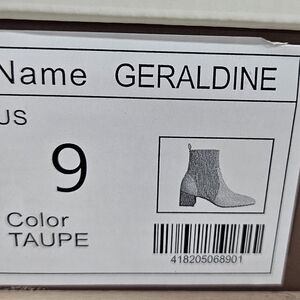 Name GERALDINE
US
9
Color
TAUPE
418205068901